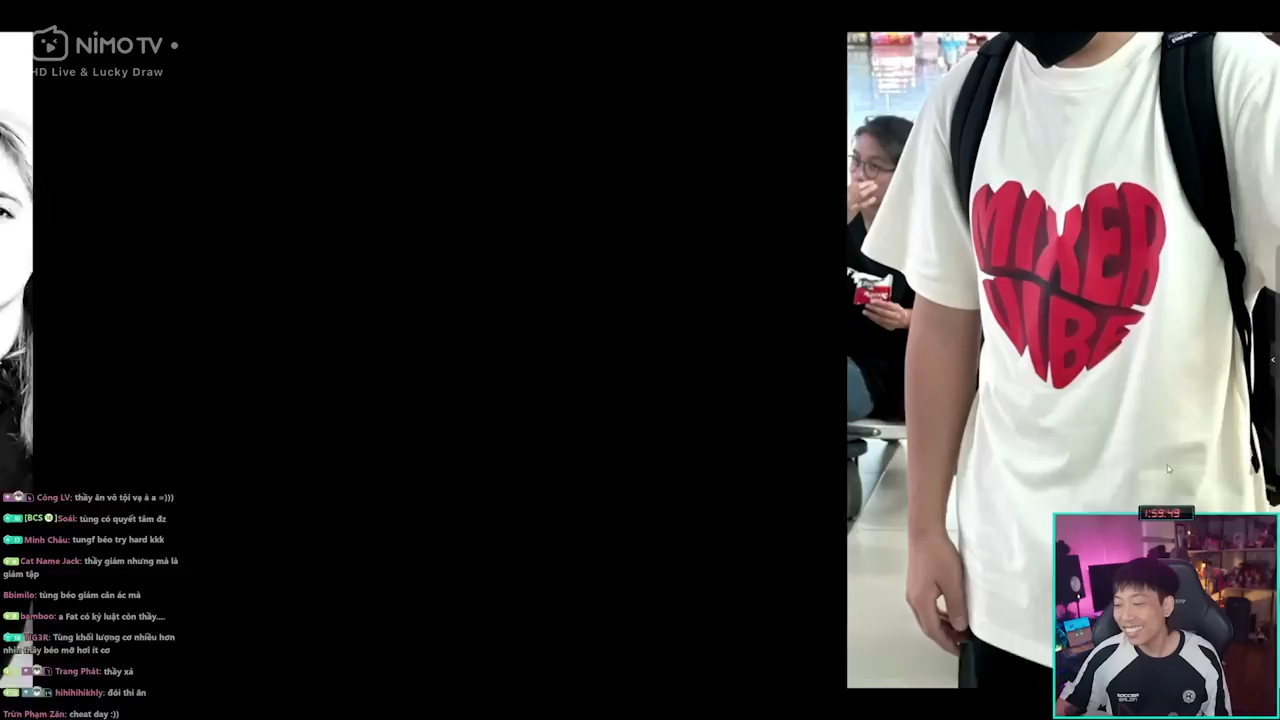 NIMO TV
HD Live & Lucky Draw
MIXER
VIBE
Công LV: thầy ăn vô tội vạ à a =)))
[BCS]Soái: tùng có quyết tâm đz
1:59:49
Minh Châu: tungf béo try hard kkk
Cat Name Jack: thầy giảm nhưng mà là
giảm tập
Bbimilo: tùng béo giảm cân ác mà
bamboo: a Fat có kỷ luật còn thầy....
Tùng khối lượng cơ nhiều hơn
thầy béo mỡ hơi ít cơ
Trang Phát: thầy xả
hihihihikhly: đói thì ăn
Trừn Phạm Zăn: cheat day :))
SOCCER
SALON